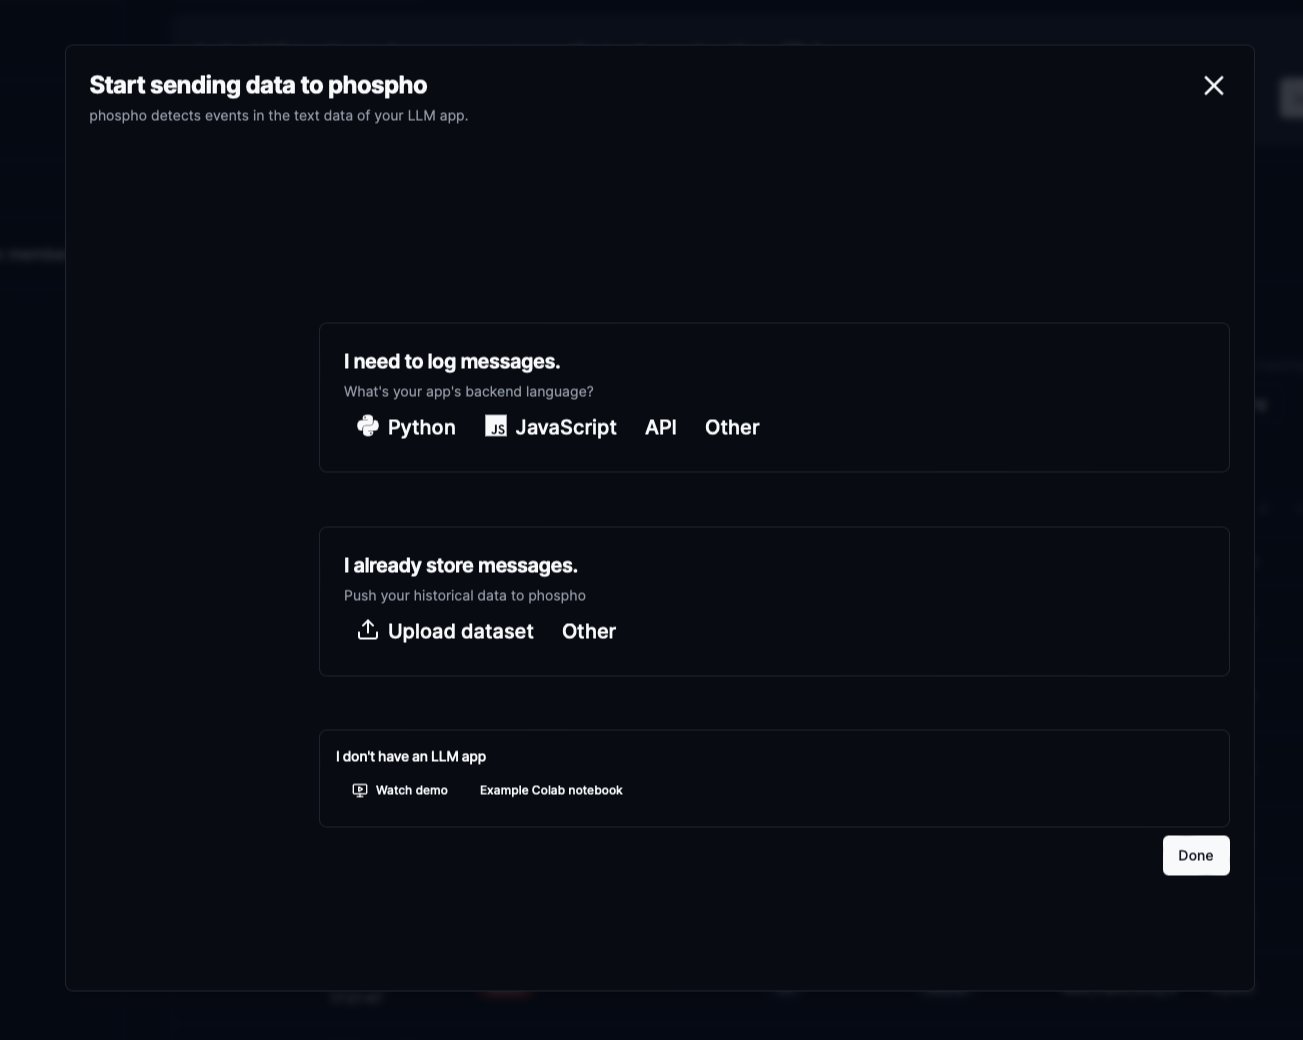 Start sending data to phospho
phospho detects events in the text data of your LLM app.
I need to log messages.
What's your app's backend language?
Python JS JavaScript API Other
I already store messages.
Push your historical data to phospho
Upload dataset Other
I don't have an LLM app
Watch demo Example Colab notebook
Done